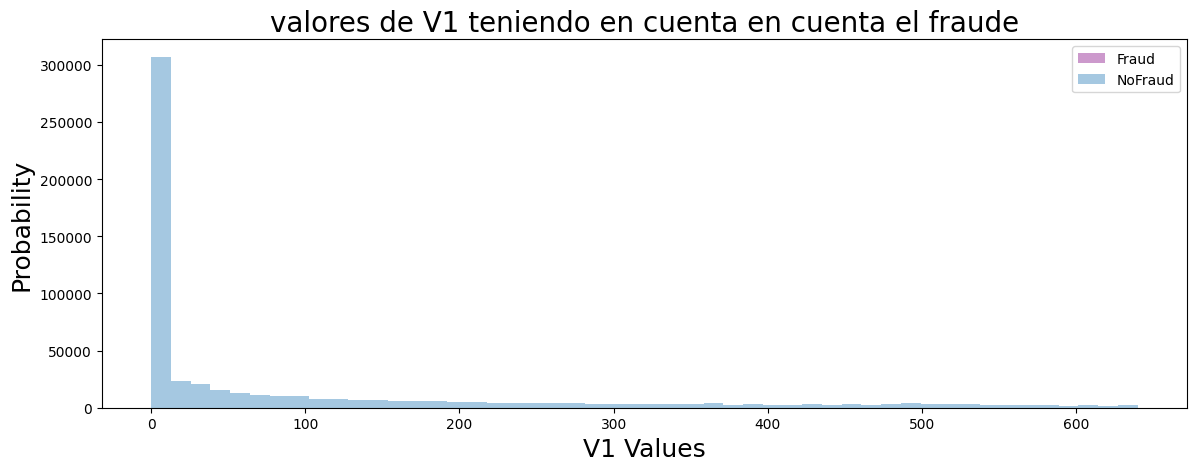 valores de V1 teniendo en cuenta en cuenta el fraude
Fraud
NoFraud
Probability
300000
250000
200000
150000
100000
50000
0
0 100 200 300 400 500 600
V1 Values